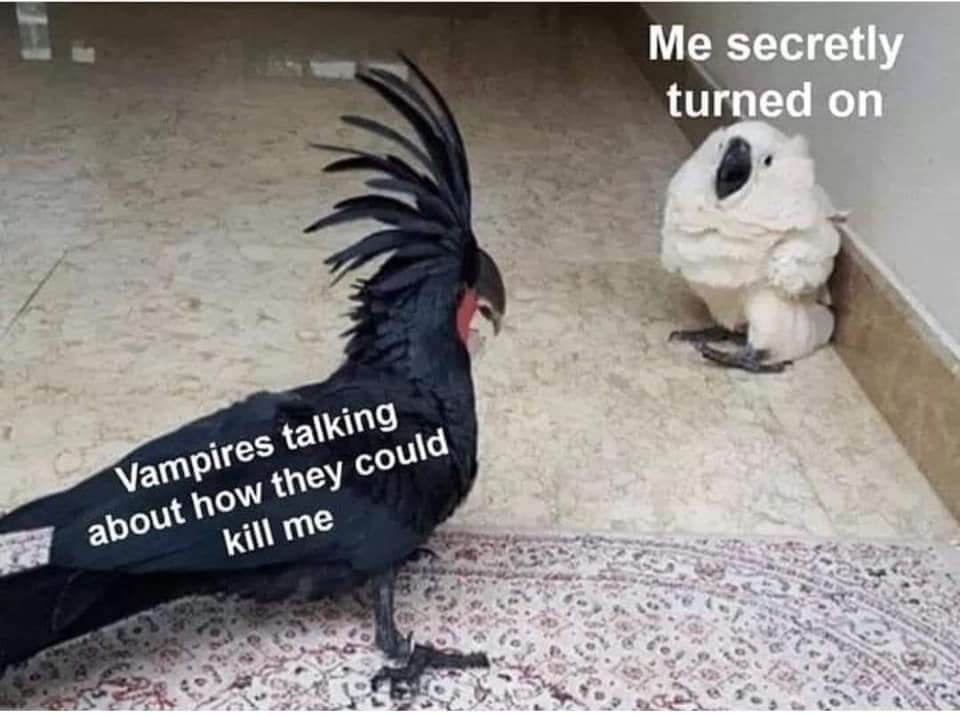 Me secretly
turned on
Vampires talking
about how they could
kill me